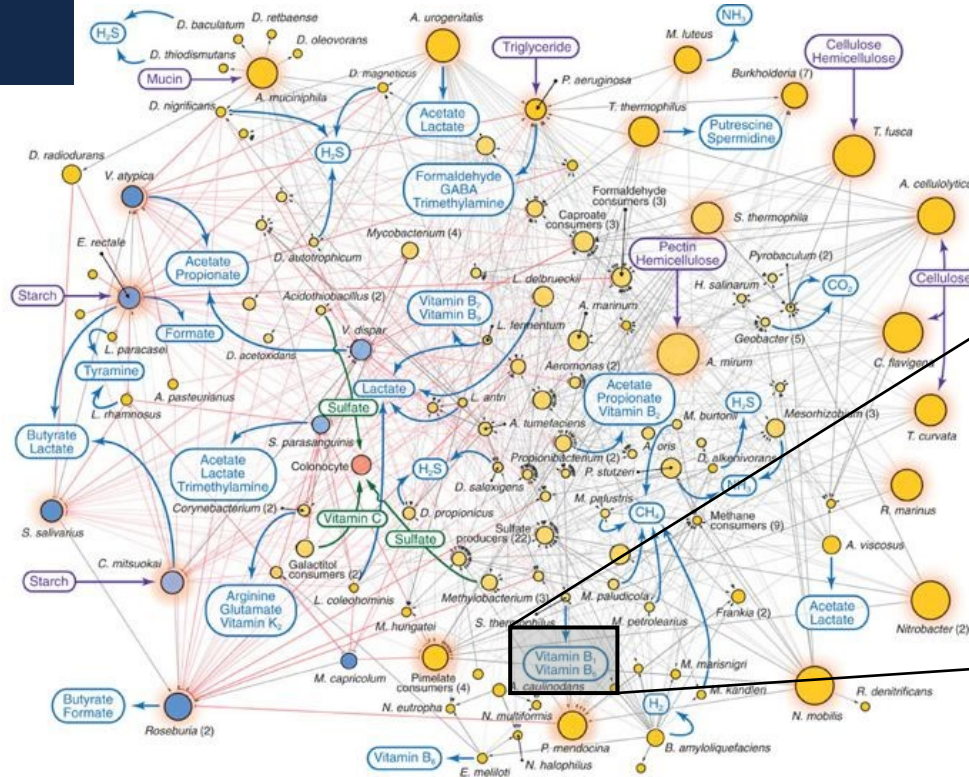 D. baculatum
D. retbaense
A. urogenitalis
NH₃
H₂S
D. oleovorans
Triglyceride
M. luteus
Cellulose
Hemicellulose
D. thiodismutans
Mucin
D. magneticus
P. aeruginosa
Burkholderia (7)
A. muciniphila
D. nigrificans
T. thermophilus
Acetate
Lactate
Putrescine
Spermidine
T. fusca
D. radiodurans
H₂S
V. atypica
Formaldehyde
GABA
Trimethylamine
Formaldehyde
consumers (3)
A. cellulolytic
E. rectale
Mycobacterium (4)
Caproate
consumers (3)
S. thermophila
Acetate
Propionate
D. autotrophicum
Pectin
Hemicellulose
Pyrobaculum (2)
L. delbrueckii
Starch
Acidothiobacillus (2)
Vitamin B₂
Vitamin B₉
H. salinarum
CO₂
Cellulose
A. marinum
Formate
V. dispar
L. fermentum
Geobacter (5)
L. paracasei
D. acetoxidans
Aeromonas (2)
A. mirum
C. flavigena
Tyramine
A. pasteurianus
Lactate
Acetate
Propionate
Vitamin B₂
H₂S
L. rhamnosus
Sulfate
L. antri
M. burtonii
Mesorhizobium (3)
Butyrate
Lactate
S. parasanguinis
A. tumefaciens
A. oris
T. curvata
Acetate
Lactate
Trimethylamine
Colonocyte
H₂S
Propionibacterium (2)
P. stutzeri
D. alkenivorans
D. salexigens
NH₃
Corynebacterium (2)
Vitamin C
D. propionicus
M. palustris
CH₄
Methane
consumers (9)
R. marinus
S. salivarius
Sulfate
Sulfate
producers (22)
C. mitsuokai
Galactitol
consumers (2)
A. viscosus
Starch
Arginine
Glutamate
Vitamin K₂
L. coleohominis
Methylobacterium (3)
M. paludicola
Frankia (2)
Acetate
Lactate
Nitrobacter (2)
M. hungatei
S. thermophilus
M. petrolearius
Vitamin B₁
Vitamin B₆
M. capricolum
Pimelate
consumers (4)
A. caulinodans
M. marisnigri
M. kandleri
Butyrate
Formate
N. eutropha
N. multiformis
H₂
R. denitrificans
Roseburia (2)
N. mobilis
P. mendocina
B. amyloliquefaciens
Vitamin B₆
E. meliloti
N. halophilus